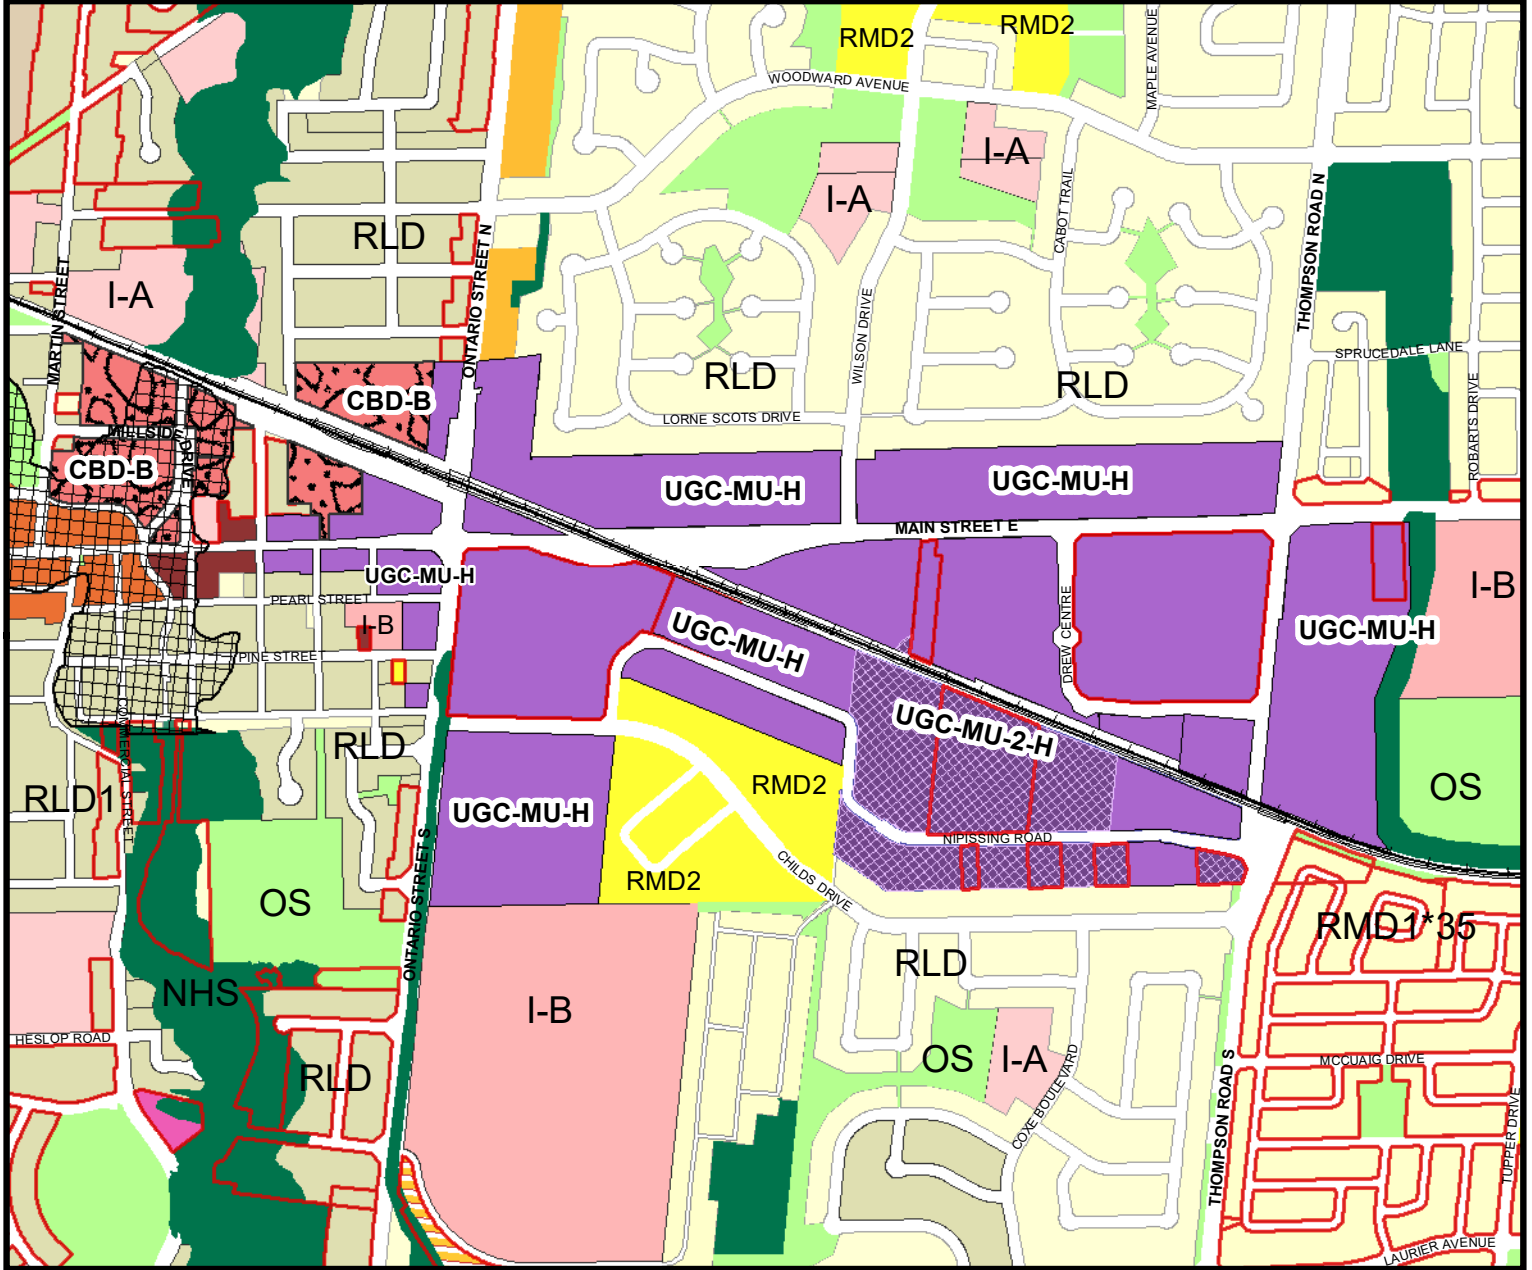 RMD2
RMD2
MAPLE AVENUE
WOODWARD AVENUE
I-A
I-A
CABOT TRAIL
THOMPSON ROAD N
RLD
ONTARIO STREET N
I-A
MARTIN STREET
WILSON DRIVE
SPRUCEDALE LANE
ROBARTS DRIVE
RLD
RLD
CBD-B
LORNE SCOTS DRIVE
MILLSIDE DRIVE
CBD-B
UGC-MU-H
UGC-MU-H
MAIN STREET E
UGC-MU-H
PEARL STREET
I-B
I-B
DREW CENTRE
UGC-MU-H
UGC-MU-H
PINE STREET
UGC-MU-2-H
COMMERCIAL STREET
RLD
RLD1
RMD2
OS
UGC-MU-H
NIPISSING ROAD
RMD2
CHILDS DRIVE
OS
ONTARIO STREET S
RMD1*35
RLD
NHS
I-B
HESLOP ROAD
OS
I-A
MCCUAIG DRIVE
RLD
COXE BOULEVARD
THOMPSON ROAD S
TUPPER DRIVE
LAURIER AVENUE